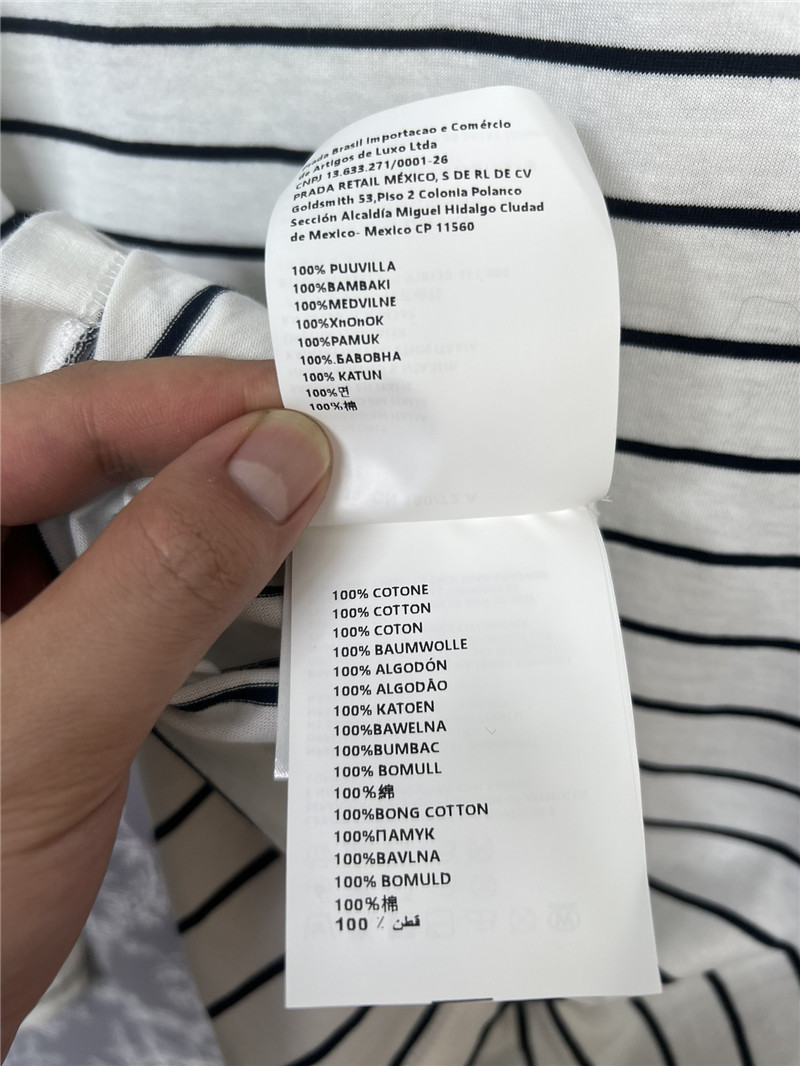 Brasil Importacao e Comércio
de Artigos de Luxo Ltda
CNPJ 13.633.271/0001-26
PRADA RETAIL MÉXICO, S DE RL DE CV
Goldsmith 53,Piso 2 Colonia Polanco
Sección Alcaldía Miguel Hidalgo Cludad
de Mexico- Mexico CP 11560
100% PUUVILLA
100%BAMBAKI
100%MEDVILNE
100%XnOnOK
100%PAMUK
100%.БАВОВНА
100% KATUN
100%면
100%棉
100% COTONE
100% COTTON
100% COTON
100% BAUMWOLLE
100% ALGODÓN
100% ALGODÃO
100% KATOEN
100%BAWELNA
100%BUMBAC
100% BOMULL
100%綿
100%BONG COTTON
100%ПАМУК
100%BAVLNA
100% BOMULD
100%棉
100 ٪ قطن